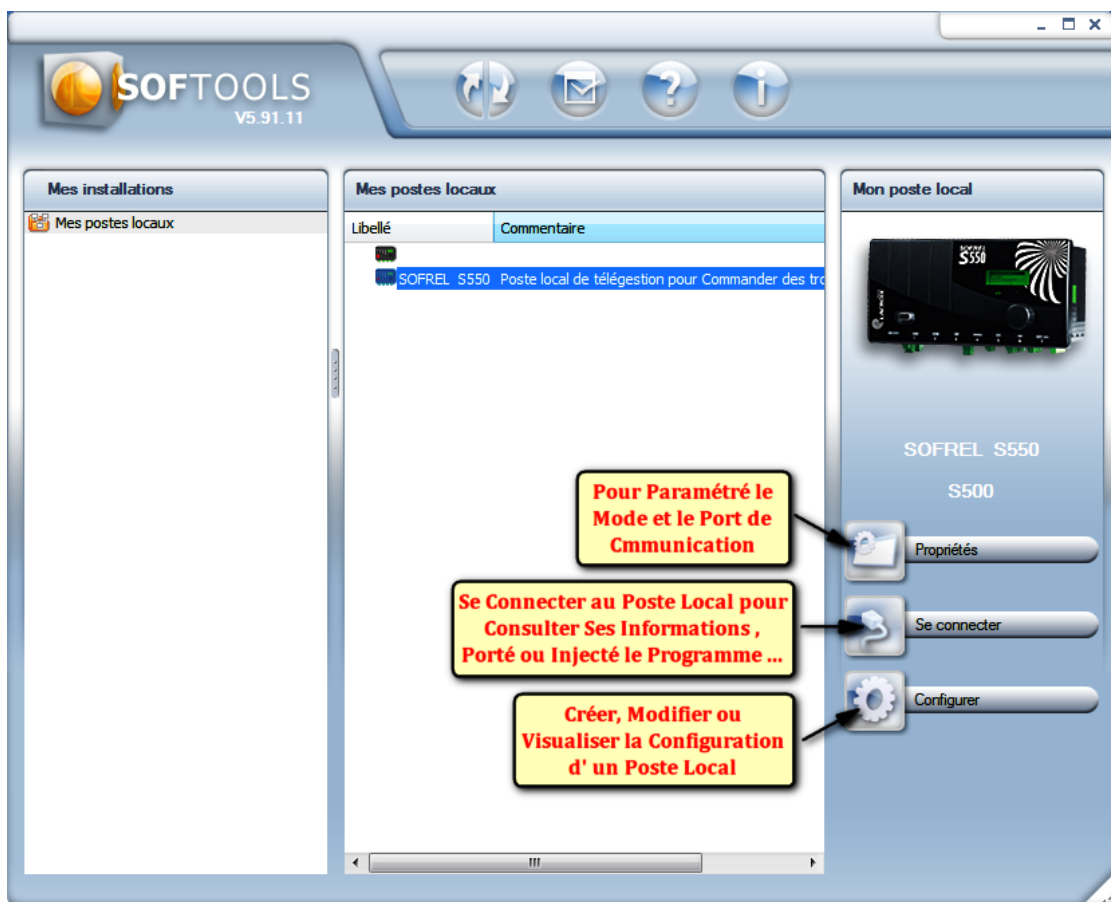 SOFTOOLS
V5.91.11
Mes installations
Mes postes locaux
Mes postes locaux
Libellé Commentaire
SOFREL S550 Poste local de télégestion pour Commander des
Mon poste local
SOFREL
S550
LACROIX
SOFREL S550
S500
Pour Paramétré le
Mode et le Port de
Cmmunication
Propriétés
Se Connecter au Poste Local pour
Consulter Ses Informations ,
Porté ou Injecté le Programme ...
Se connecter
Créer, Modifier ou
Visualiser la Configuration
d' un Poste Local
Configurer